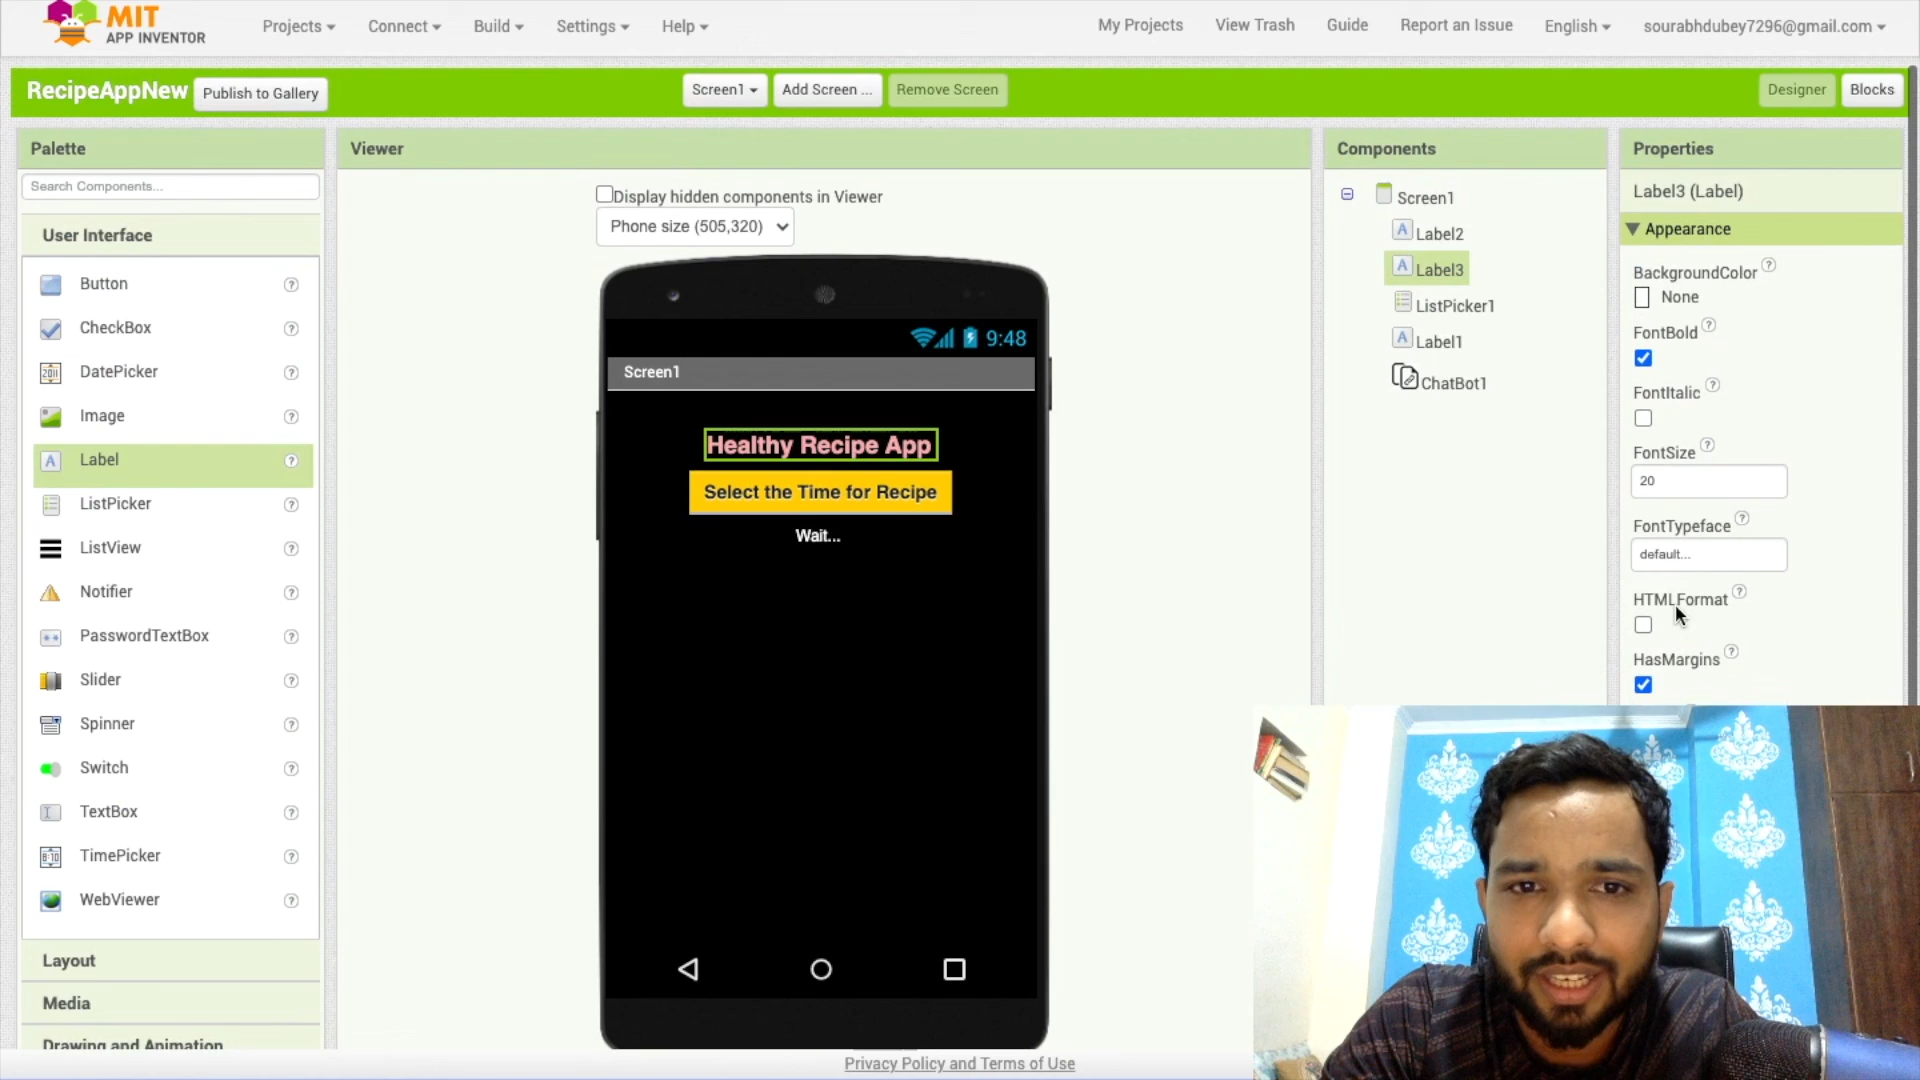 MIT
APP INVENTOR
Projects
Connect
Build
Settings
Help
My Projects
View Trash
Guide
Report an Issue
English
sourabhdubey7296@gmail.com
RecipeAppNew
Publish to Gallery
Screen1
Add Screen ...
Remove Screen
Designer
Blocks
Palette
Search Components...
User Interface
Button ?
CheckBox ?
DatePicker ?
Image ?
Label ?
ListPicker ?
ListView ?
Notifier ?
PasswordTextBox ?
Slider ?
Spinner ?
Switch ?
TextBox ?
TimePicker ?
WebViewer ?
Layout
Media
Drawing and Animation
Viewer
Display hidden components in Viewer
Phone size (505,320)
9:48
Screen1
Healthy Recipe App
Select the Time for Recipe
Wait...
Components
Screen1
Label2
Label3
ListPicker1
Label1
ChatBot1
Properties
Label3 (Label)
Appearance
BackgroundColor ?
None
FontBold ?
FontItalic ?
FontSize ?
20
FontTypeface ?
default...
HTMLFormat ?
HasMargins ?
Privacy Policy and Terms of Use